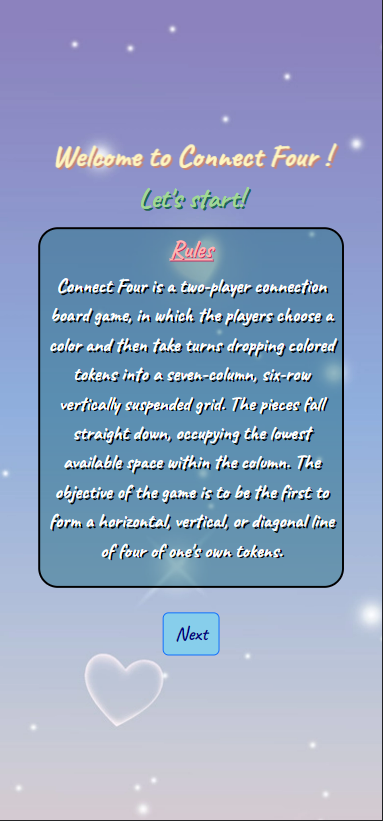 Welcome to Connect Four !
Let's start!
Rules
Connect Four is a two-player connection
board game, in which the players choose a
color and then take turns dropping colored
tokens into a seven-column, six-row
vertically suspended grid. The pieces fall
straight down, occupying the lowest
available space within the column. The
objective of the game is to be the first to
form a horizontal, vertical, or diagonal line
of four of one's own tokens.
Next